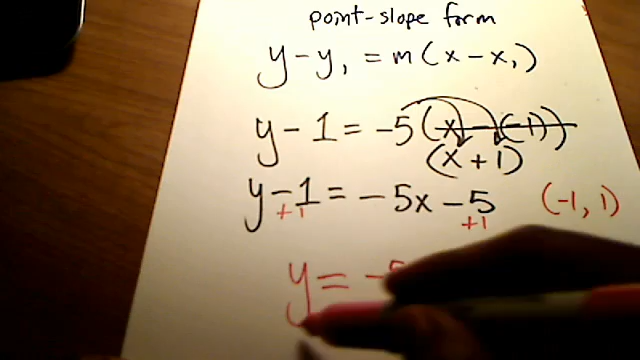 point-slope form
y - y₁ = m(x - x₁)
y - 1 = -5(x - (-1))
(x + 1)
y - 1 = -5x - 5 (-1, 1)
+1 +1
y = -5